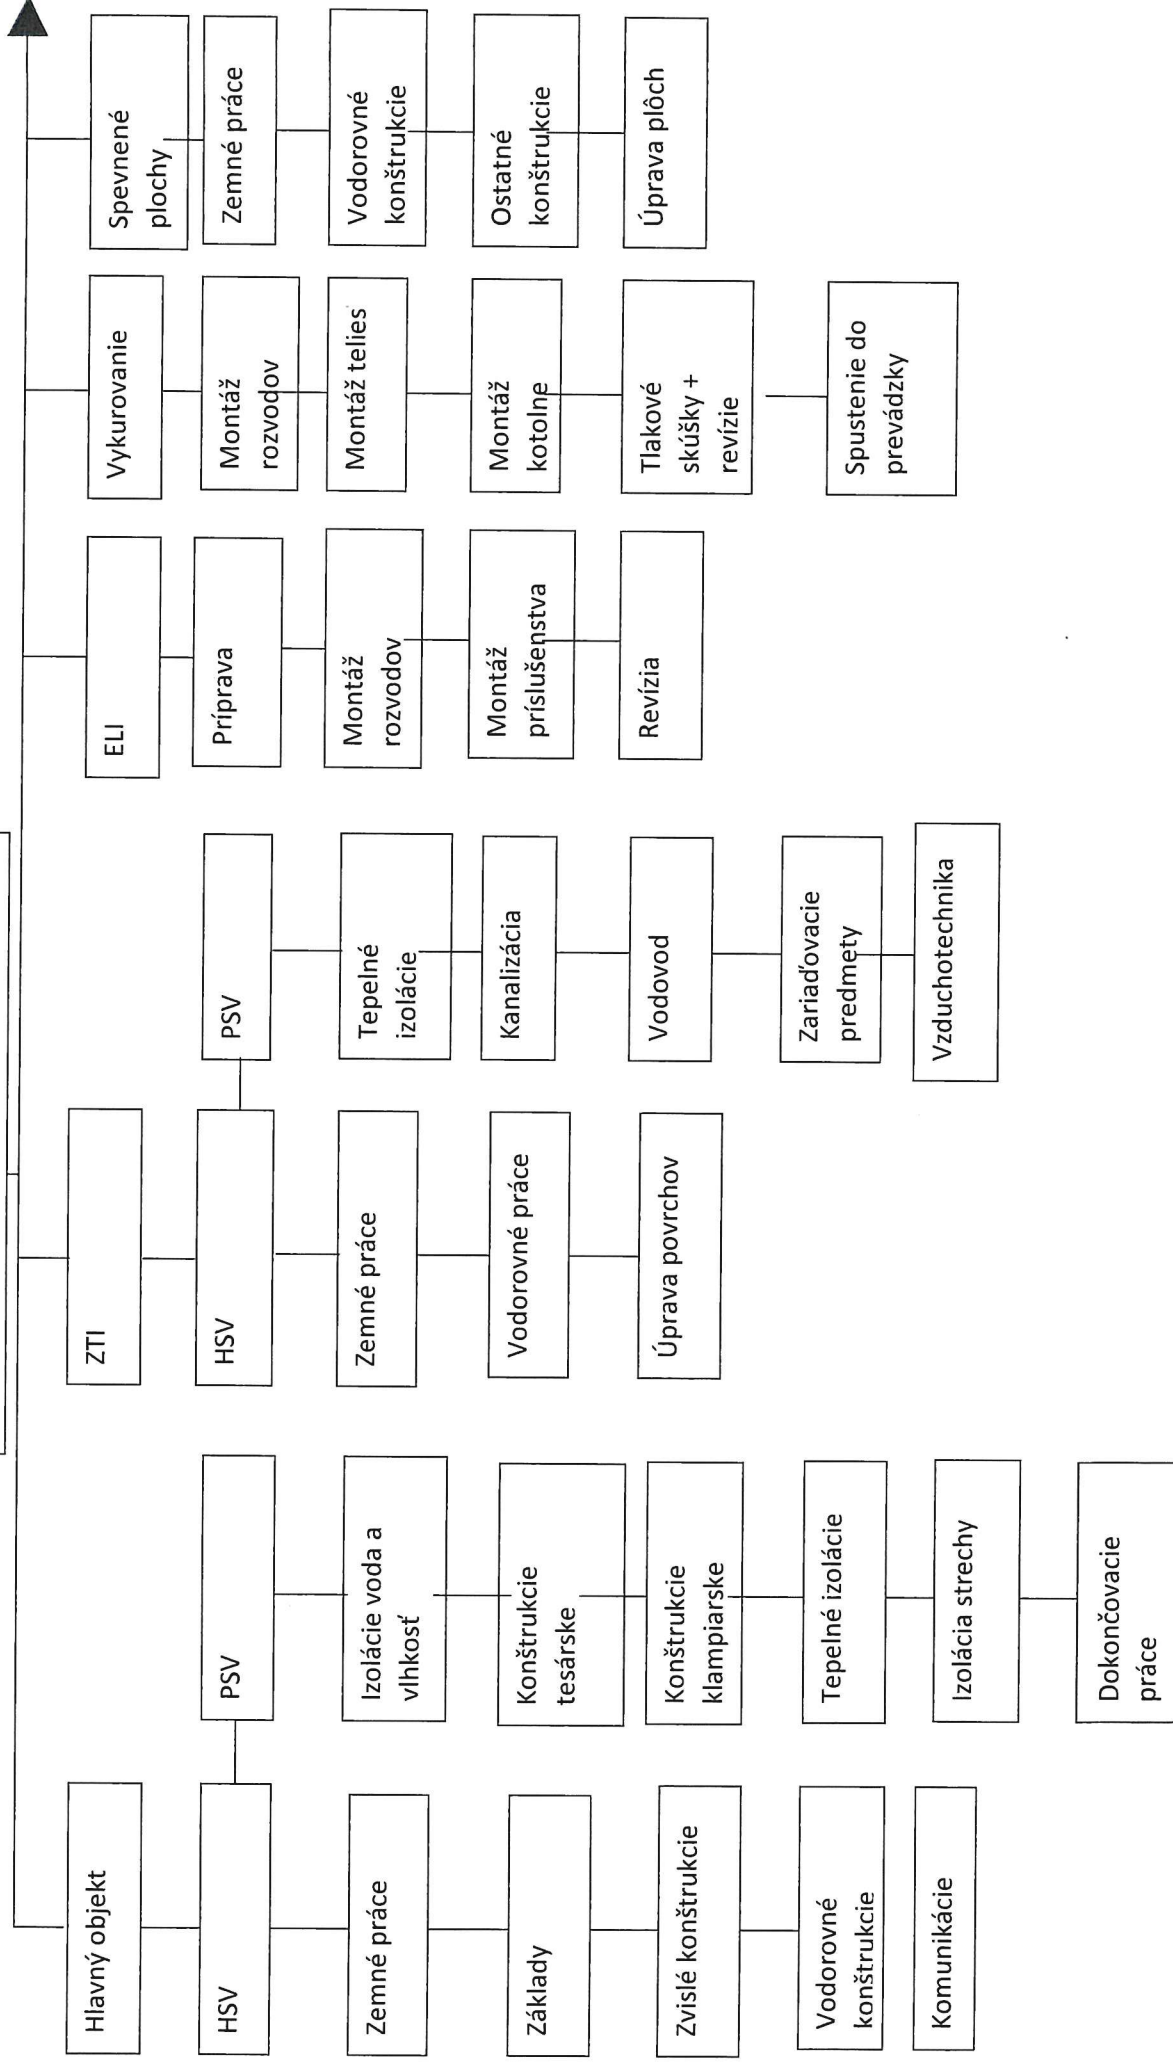 Hlavný objekt
HSV
Zemné práce
Základy
Zvislé konštrukcie
Vodorovné
konštrukcie
Komunikácie
PSV
Izolácie voda a
vlhkosť
Konštrukcie
tesárske
Konštrukcie
klampiarske
Tepelné izolácie
Izolácia strechy
Dokončovacie
práce
ZTI
HSV
Zemné práce
Vodorovné práce
Úprava povrchov
PSV
Tepelné
izolácie
Kanalizácia
Vodovod
Zariaďovacie
predmety
Vzduchotechnika
ELI
Príprava
Montáž
rozvodov
Montáž
príslušenstva
Revízia
Vykurovanie
Montáž
rozvodov
Montáž telies
Montáž
kotolne
Tlakové
skúšky +
revízie
Spustenie do
prevádzky
Spevnené
plochy
Zemné práce
Vodorovné
konštrukcie
Ostatné
konštrukcie
Úprava plôch